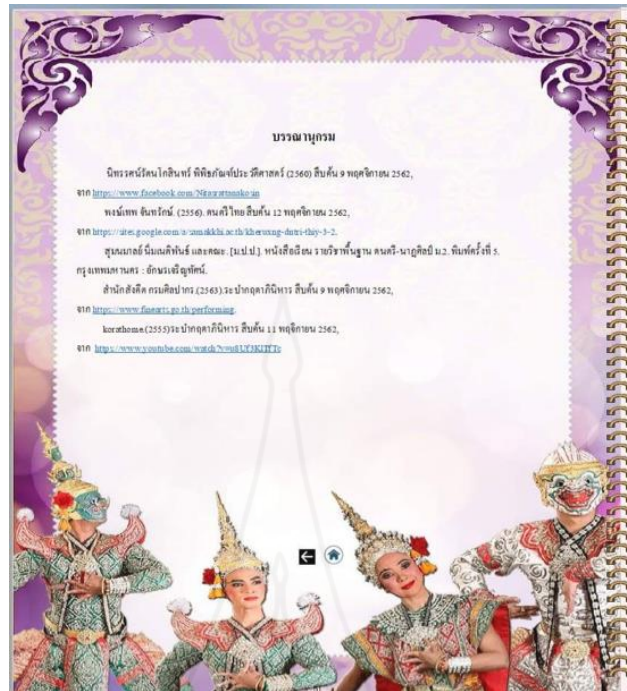 บรรณานุกรม
นิทรรศน์รัตนโกสินทร์ พิพิธภัณฑ์ประวัติศาสตร์ (2560) สืบค้น 9 พฤศจิกายน 2562,
จาก https://www.facebook.com/Nitasrattanakosin
พงษ์เทพ จันทรักษ์. (2556). ดนตรีไทย สืบค้น 12 พฤศจิกายน 2562,
จาก https://sites.google.com/a/samakkhi.ac.th/kheruxng-dntri-thiy-3-2.
สุมนมาลย์ นิ่มเนติพันธ์ และคณะ. [ม.ป.ป.]. หนังสือเรียน รายวิชาพื้นฐาน ดนตรี-นาฏศิลป์ ม.2. พิมพ์ครั้งที่ 5.
กรุงเทพมหานคร : อักษรเจริญทัศน์.
สำนักสังคีต กรมศิลปากร.(2563).ระบำกฤดาภินิหาร สืบค้น 9 พฤศจิกายน 2562,
จาก https://www.finearts.go.th/performing.
korathome.(2555)ระบำกฤดาภินิหาร สืบค้น 11 พฤศจิกายน 2562,
จาก